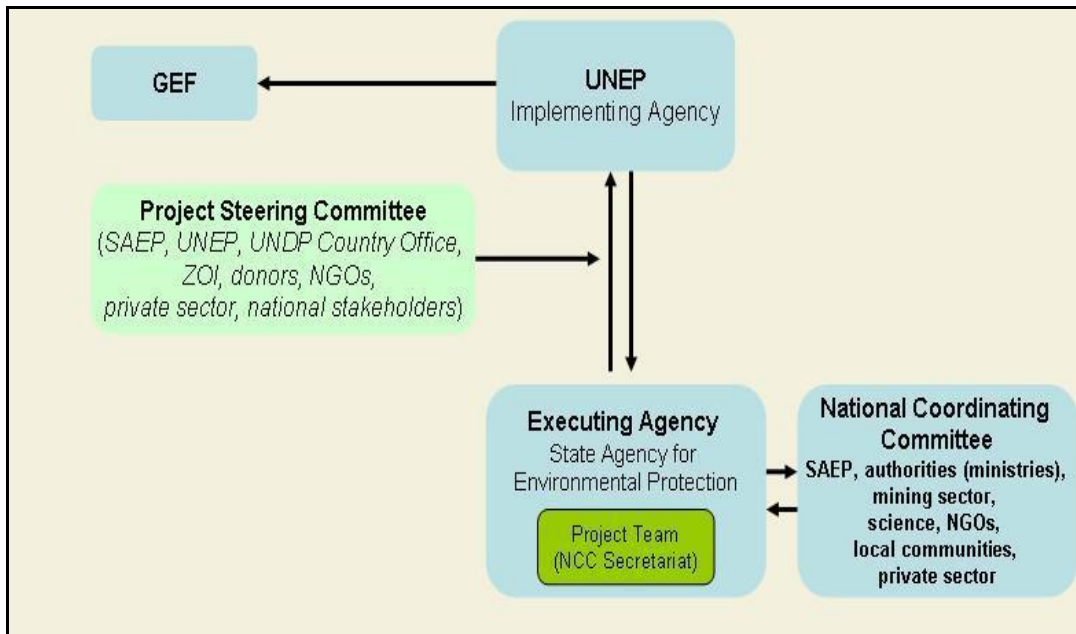 GEF
UNEP
Implementing Agency
Project Steering Committee
(SAEP, UNEP, UNDP Country Office,
ZOI, donors, NGOs,
private sector, national stakeholders)
Executing Agency
State Agency for
Environmental Protection
Project Team
(NCC Secretariat)
National Coordinating
Committee
SAEP, authorities (ministries),
mining sector,
science, NGOs,
local communities,
private sector